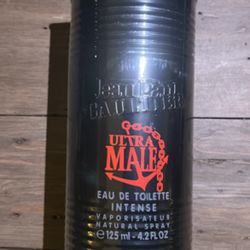 Jean Paul
GAULTIER
ULTRA
MALE
EAU DE TOILETTE
INTENSE
VAPORISATEUR
NATURAL SPRAY
e 125 ml - 4.2 FL.OZ